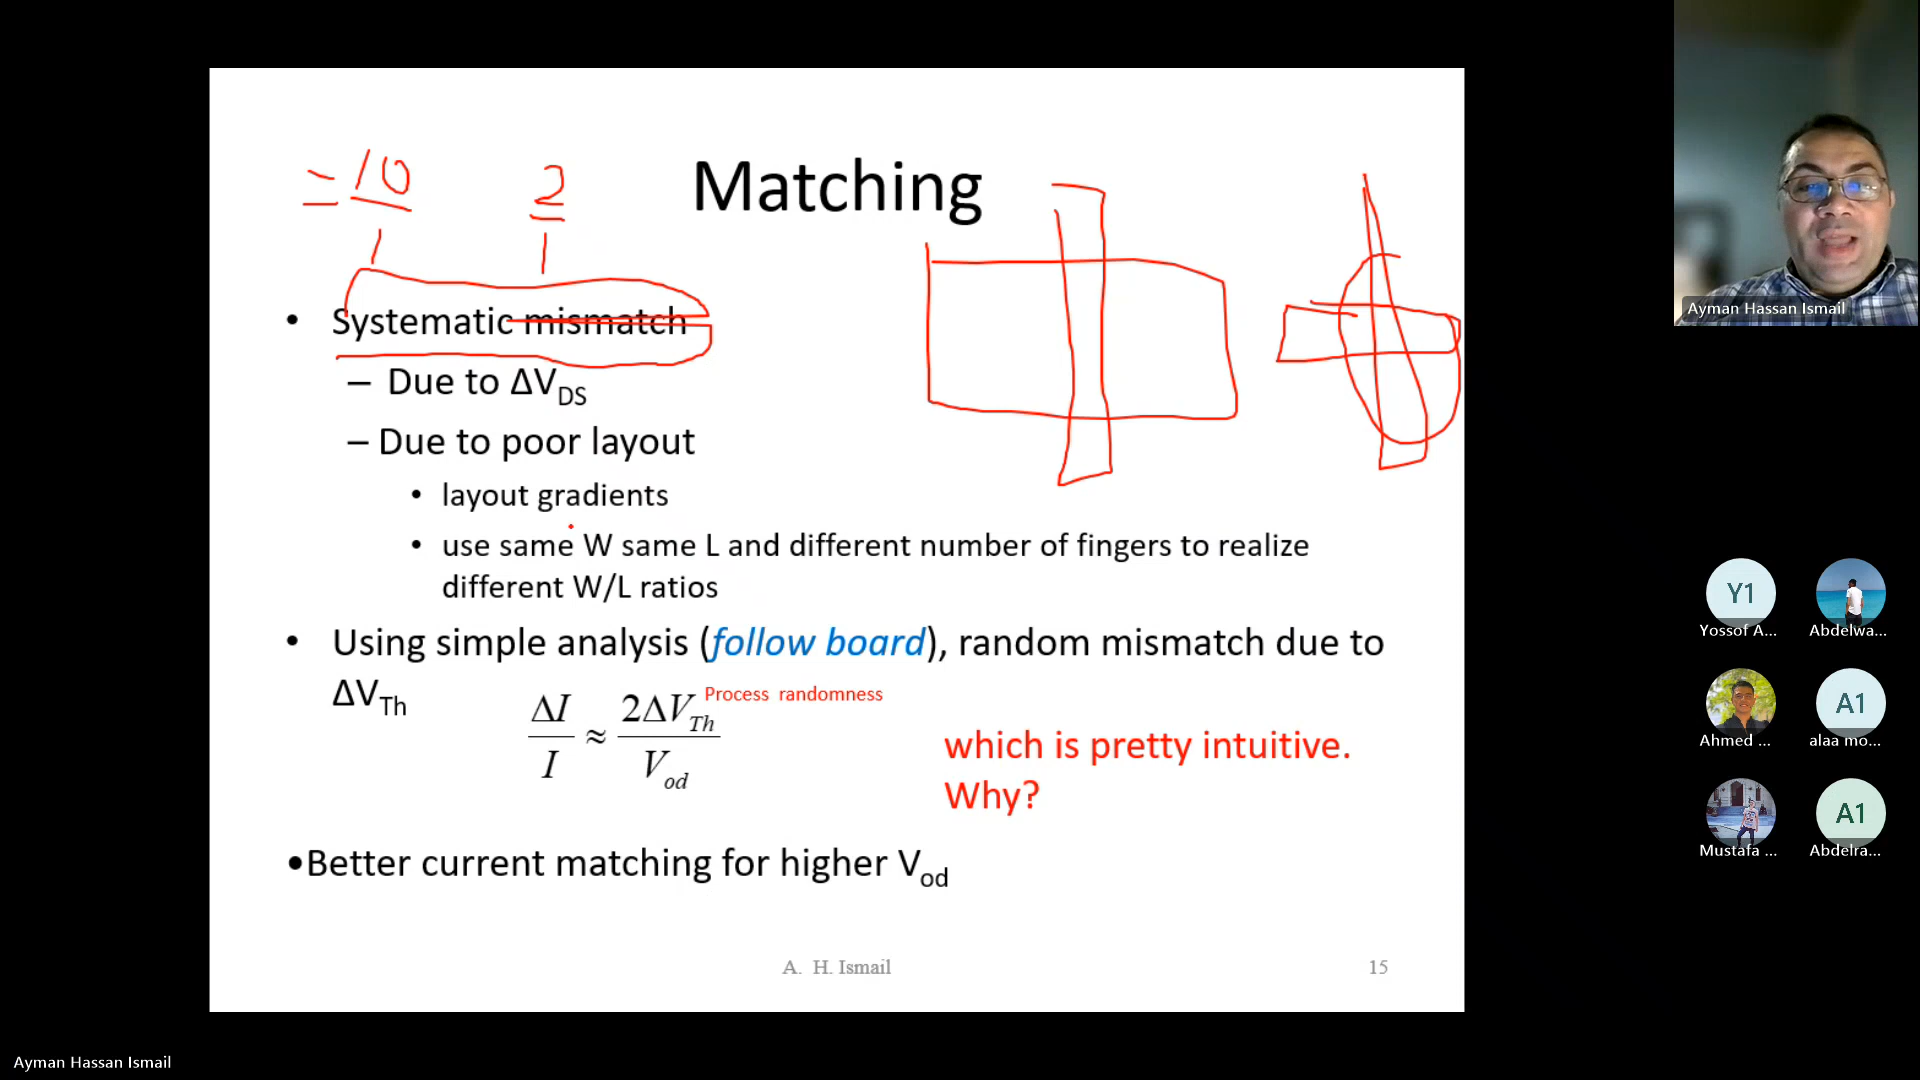 = 10 2
1 1
Matching
• Systematic mismatch
– Due to ΔV_DS
– Due to poor layout
• layout gradients
• use same W same L and different number of fingers to realize
different W/L ratios
• Using simple analysis (follow board), random mismatch due to
ΔV_Th
ΔI/I ≈ 2ΔV_Th/V_od
Process randomness
which is pretty intuitive.
Why?
•Better current matching for higher V_od
A. H. Ismail
15
Ayman Hassan Ismail
Y1
Yossof A...
Abdelwa...
Ahmed ...
A1
alaa mo...
Mustafa ...
A1
Abdelra...
Ayman Hassan Ismail